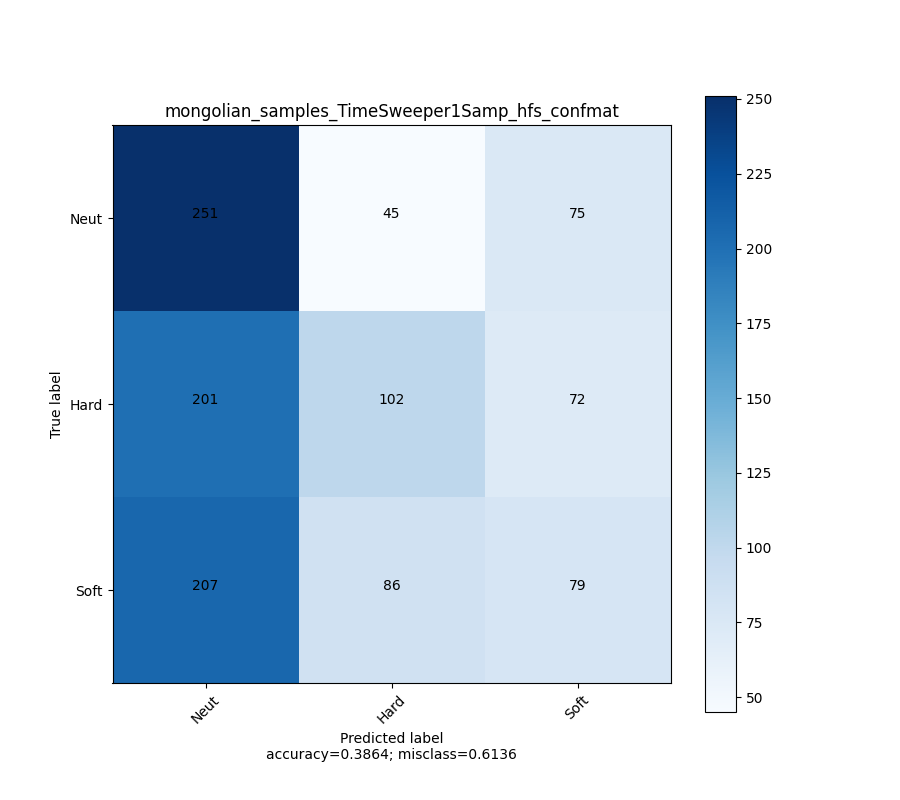 mongolian_samples_TimeSweeper1Samp_hfs_confmat
250
225
200
175
150
125
100
75
50
True label
Neut
Hard
Soft
251 45 75
201 102 72
207 86 79
Neut Hard Soft
Predicted label
accuracy=0.3864; misclass=0.6136